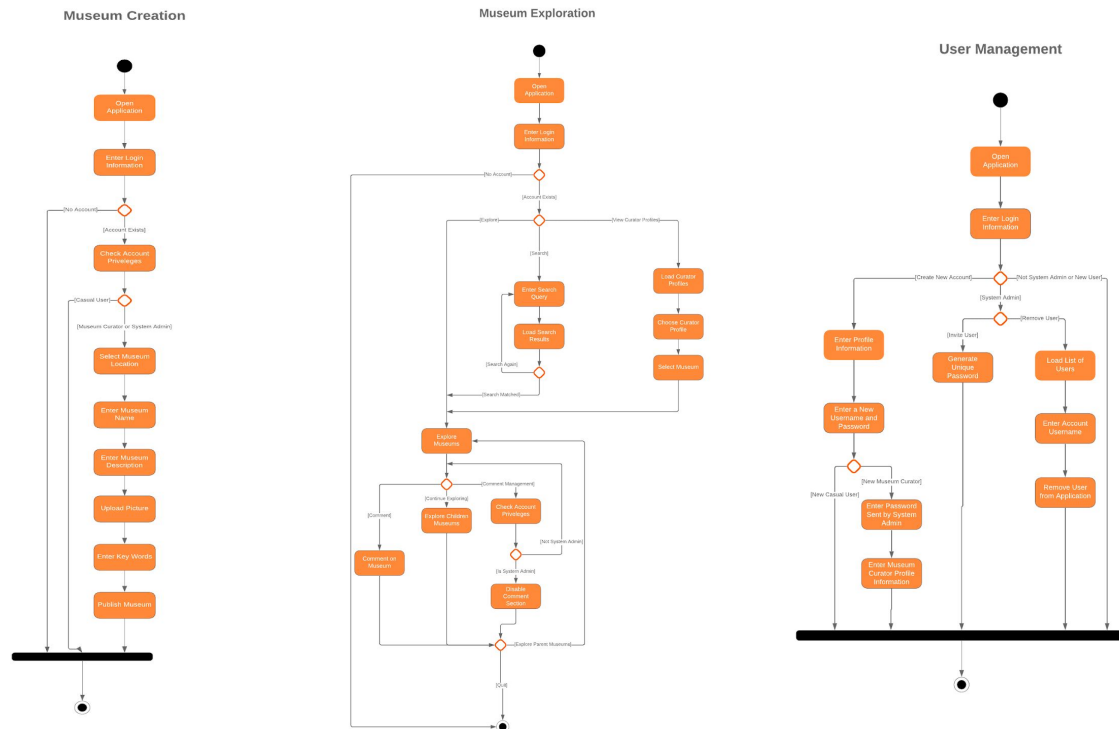 Museum Creation
Open
Application
Enter Login
Information
[No Account]
[Account Exists]
Check Account
Priveleges
[Casual User]
[Museum Curator or System Admin]
Select Museum
Location
Enter Museum
Name
Enter Museum
Description
Upload Picture
Enter Key Words
Publish Museum
Museum Exploration
Open
Application
Enter Login
Information
[No Account]
[Account Exists]
[Explore]
[View Curator Profiles]
[Search]
Enter Search
Query
Load Search
Results
[Search Again]
[Search Matched]
Load Curator
Profiles
Choose Curator
Profile
Select Museum
Explore
Museums
[Comment Management]
[Continue Exploring]
[Comment]
Explore Children
Museums
Check Account
Priveleges
[Not System Admin]
Comment on
Museum
[Is System Admin]
Disable
Comment
Section
[Explore Parent Museums]
[Quit]
User Management
Open
Application
Enter Login
Information
[Create New Account]
[Not System Admin or New User]
[System Admin]
[Invite User]
[Remove User]
Enter Profile
Information
Generate
Unique
Password
Load List of
Users
Enter a New
Username and
Password
Enter Account
Username
[New Casual User]
[New Museum Curator]
Remove User
from Application
Enter Password
Sent by System
Admin
Enter Museum
Curator Profile
Information